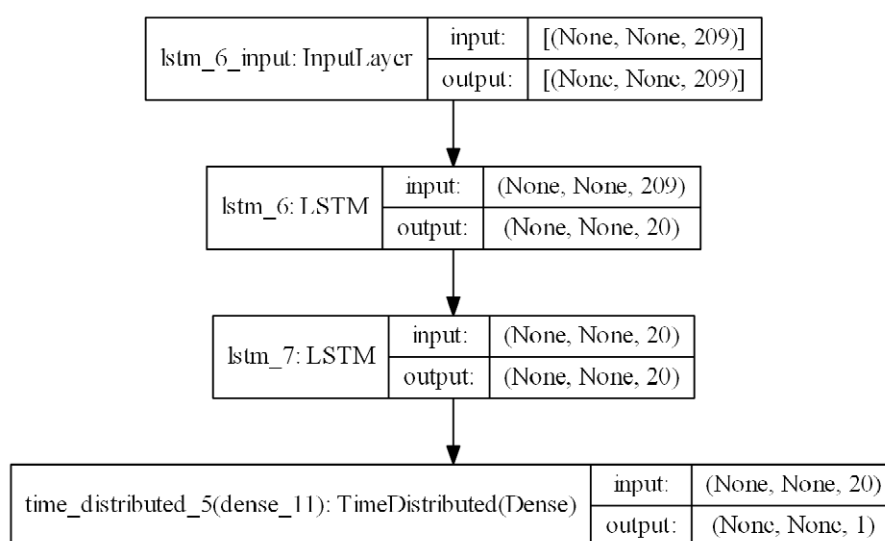 lstm_6_input: InputLayer
input:
[(None, None, 209)]
output:
[(None, None, 209)]
lstm_6: LSTM
input:
(None, None, 209)
output:
(None, None, 20)
lstm_7: LSTM
input:
(None, None, 20)
output:
(None, None, 20)
time_distributed_5(dense_11): TimeDistributed(Dense)
input:
(None, None, 20)
output:
(None, None, 1)